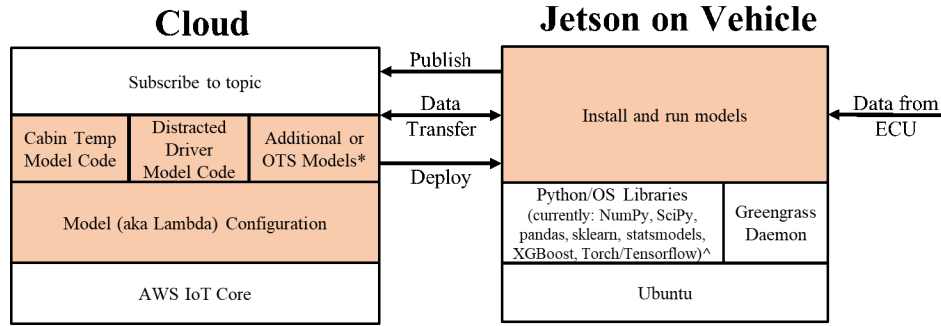 Cloud
Subscribe to topic
Cabin Temp
Model Code
Distracted
Driver
Model Code
Additional or
OTS Models*
Model (aka Lambda) Configuration
AWS IoT Core
Publish
Data
Transfer
Deploy
Jetson on Vehicle
Install and run models
Python/OS Libraries
(currently: NumPy, SciPy,
pandas, sklearn, statsmodels,
XGBoost, Torch/Tensorflow)^
Greengrass
Daemon
Ubuntu
Data from
ECU